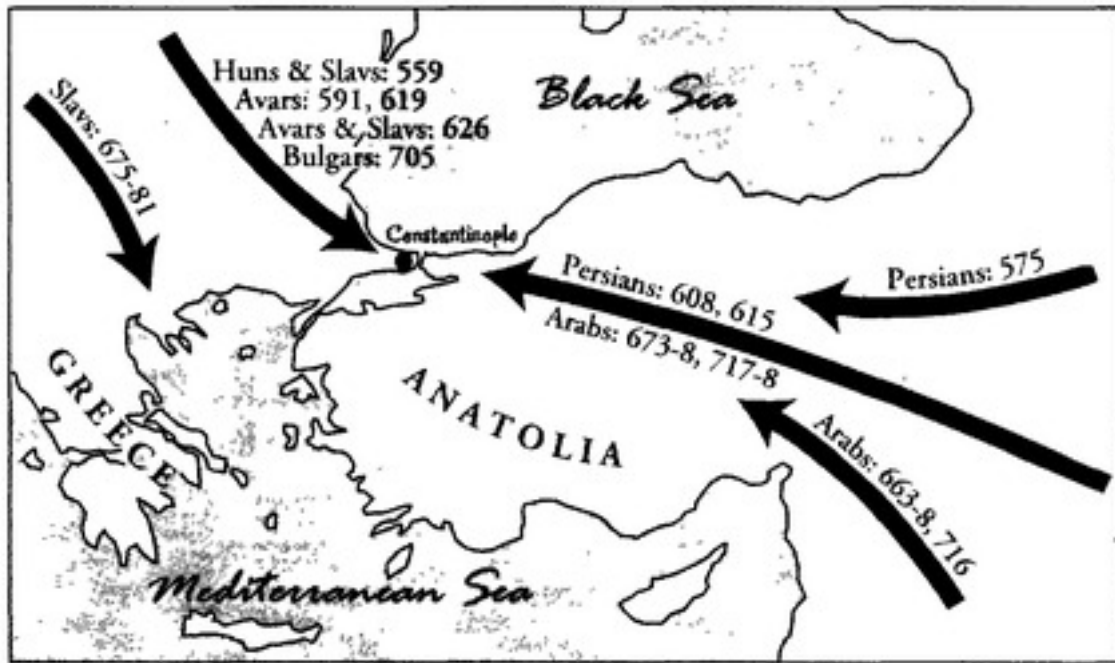 Huns & Slavs: 559
Avars: 591, 619
Avars & Slavs: 626
Bulgars: 705
Black Sea
Slavs: 675-81
Constantinople
Persians: 575
Persians: 608, 615
Arabs: 673-8, 717-8
GREECE
ANATOLIA
Arabs: 663-8, 716
Mediterranean Sea